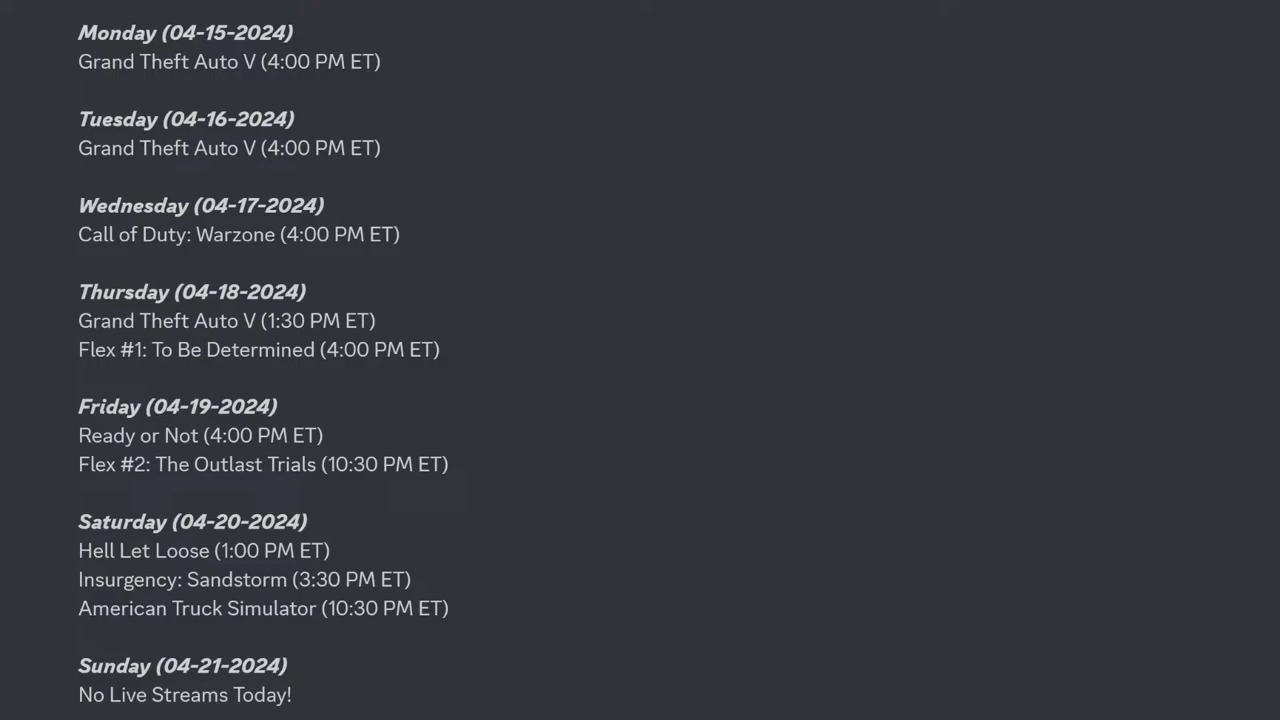 Monday (04-15-2024)
Grand Theft Auto V (4:00 PM ET)
Tuesday (04-16-2024)
Grand Theft Auto V (4:00 PM ET)
Wednesday (04-17-2024)
Call of Duty: Warzone (4:00 PM ET)
Thursday (04-18-2024)
Grand Theft Auto V (1:30 PM ET)
Flex #1: To Be Determined (4:00 PM ET)
Friday (04-19-2024)
Ready or Not (4:00 PM ET)
Flex #2: The Outlast Trials (10:30 PM ET)
Saturday (04-20-2024)
Hell Let Loose (1:00 PM ET)
Insurgency: Sandstorm (3:30 PM ET)
American Truck Simulator (10:30 PM ET)
Sunday (04-21-2024)
No Live Streams Today!